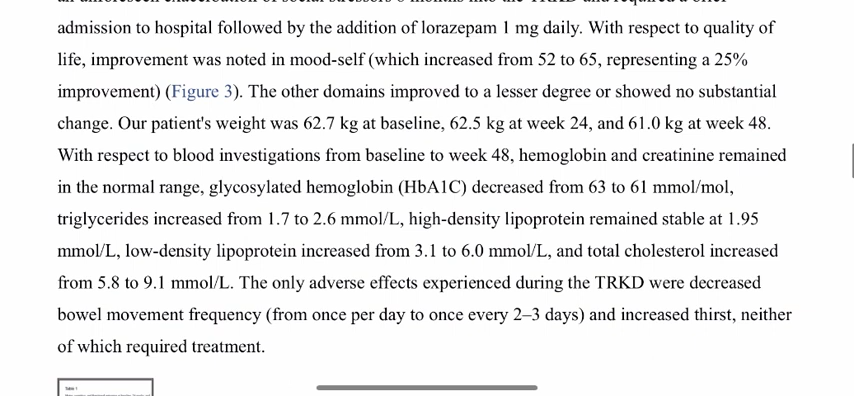 admission to hospital followed by the addition of lorazepam 1 mg daily. With respect to quality of
life, improvement was noted in mood-self (which increased from 52 to 65, representing a 25%
improvement) (Figure 3). The other domains improved to a lesser degree or showed no substantial
change. Our patient's weight was 62.7 kg at baseline, 62.5 kg at week 24, and 61.0 kg at week 48.
With respect to blood investigations from baseline to week 48, hemoglobin and creatinine remained
in the normal range, glycosylated hemoglobin (HbA1C) decreased from 63 to 61 mmol/mol,
triglycerides increased from 1.7 to 2.6 mmol/L, high-density lipoprotein remained stable at 1.95
mmol/L, low-density lipoprotein increased from 3.1 to 6.0 mmol/L, and total cholesterol increased
from 5.8 to 9.1 mmol/L. The only adverse effects experienced during the TRKD were decreased
bowel movement frequency (from once per day to once every 2–3 days) and increased thirst, neither
of which required treatment.
Table 1